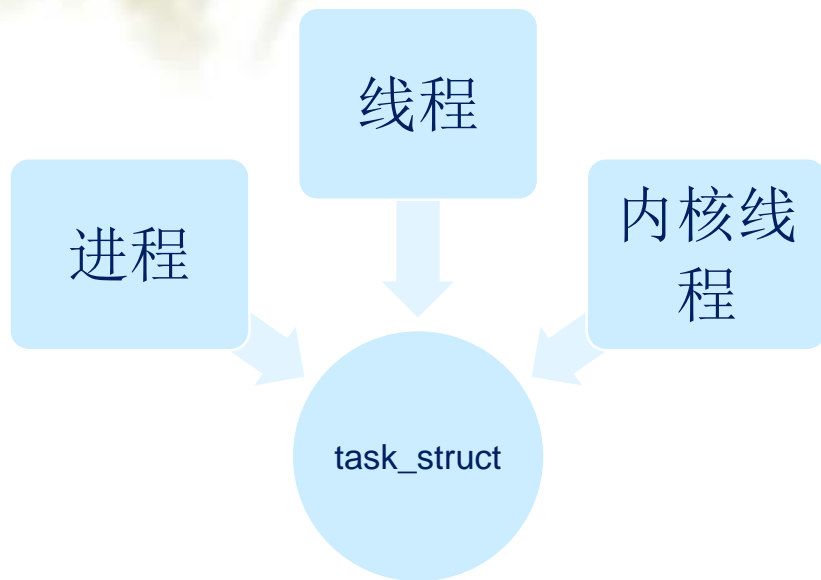 线程
进程
内核线
程
task_struct